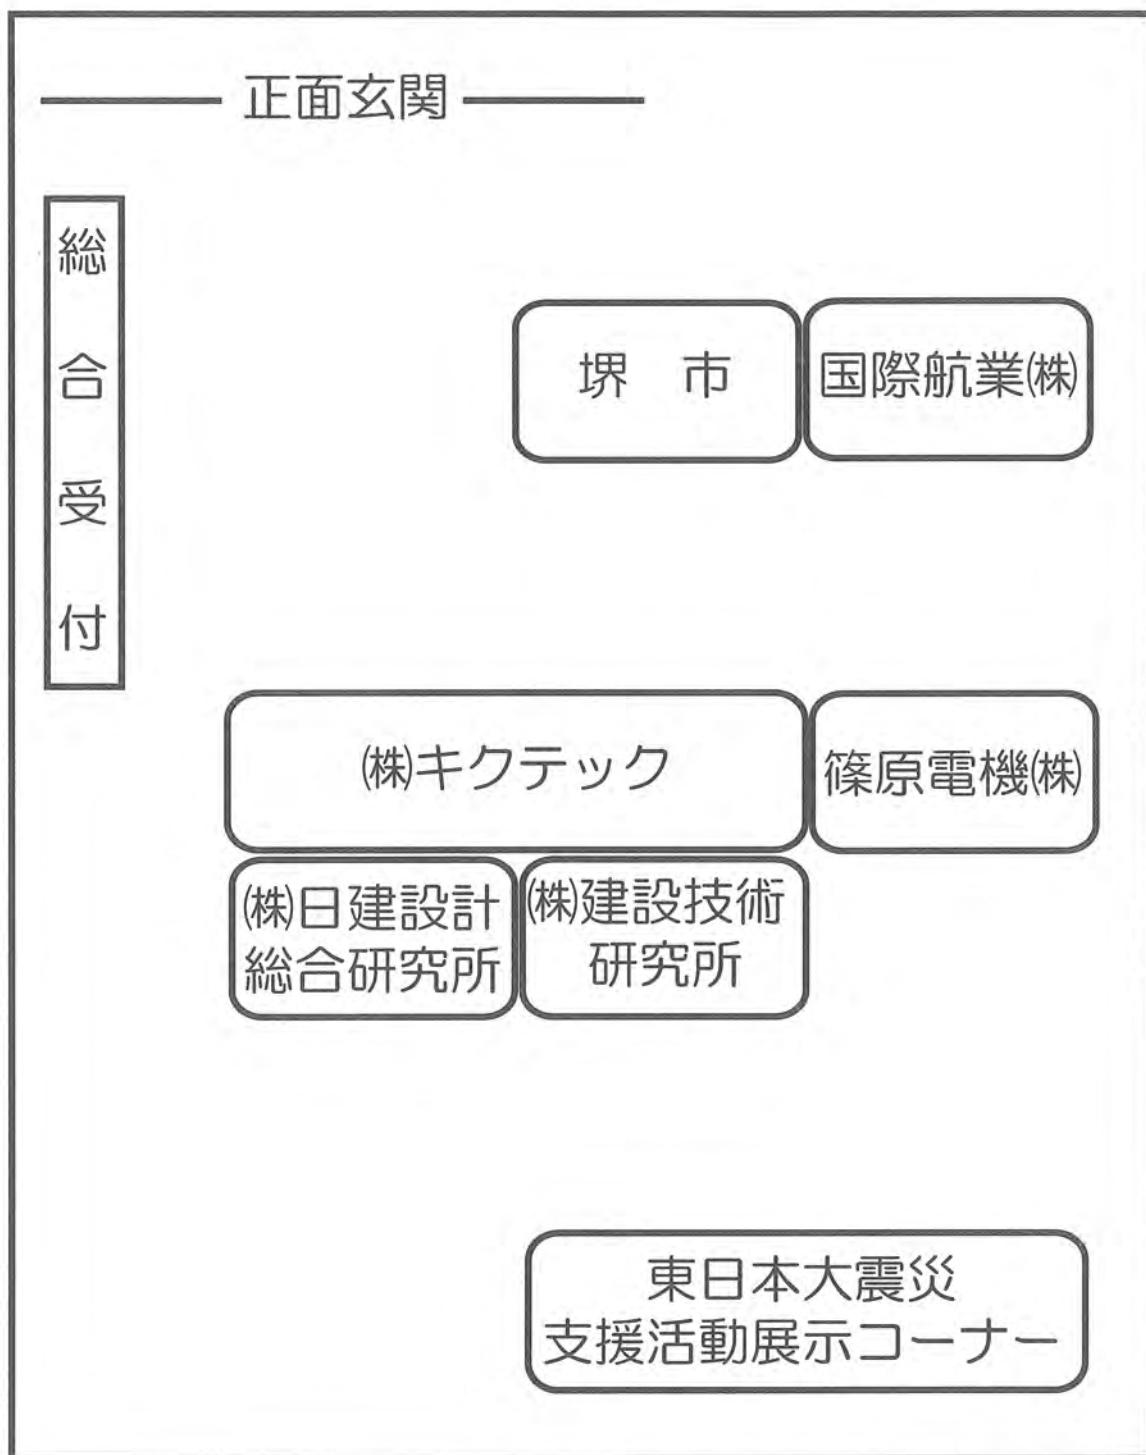 正面玄関
総合受付
堺　市
国際航業㈱
㈱キクテック
篠原電機㈱
㈱日建設計
総合研究所
㈱建設技術
研究所
東日本大震災
支援活動展示コーナー